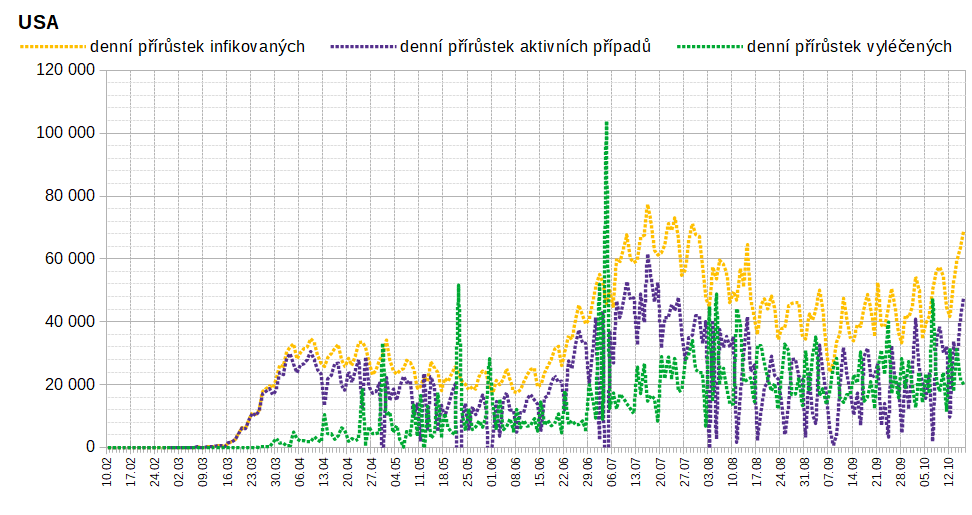 USA
denní přírůstek infikovaných denní přírůstek aktivních případů denní přírůstek vyléčených
120 000
100 000
80 000
60 000
40 000
20 000
0
10.02 17.02 24.02 02.03 09.03 16.03 23.03 30.03 06.04 13.04 20.04 27.04 04.05 11.05 18.05 25.05 01.06 08.06 15.06 22.06 29.06 06.07 13.07 20.07 27.07 03.08 10.08 17.08 24.08 31.08 07.09 14.09 21.09 28.09 05.10 12.10